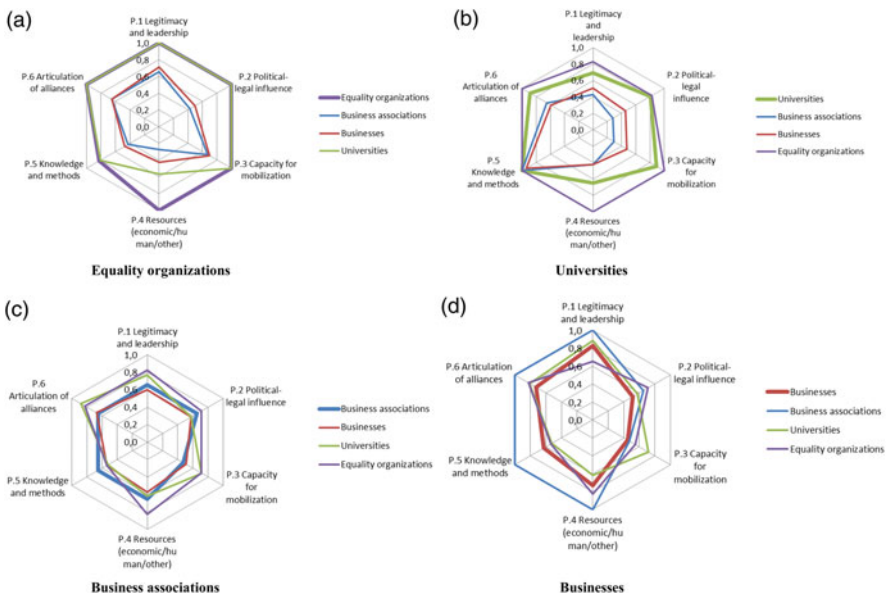 (a)
P.1 Legitimacy
and leadership
1,0
0,8
0,6
0,4
0,2
0,0
P.2 Political-
legal influence
P.3 Capacity for
mobilization
P.4 Resources
(economic/hu
man/other)
P.5 Knowledge
and methods
P.6 Articulation
of alliances
Equality organizations
Business associations
Businesses
Universities
Equality organizations
(b)
P.1 Legitimacy
and
leadership
1,0
0,8
0,6
0,4
0,2
0,0
P.2 Political-legal
influence
P.3 Capacity
for
mobilization
P.4 Resources
(economic/hu
man/other)
P.5
Knowledge
and methods
P.6
Articulation of
alliances
Universities
Business associations
Businesses
Equality organizations
Universities
(c)
P.1 Legitimacy
and leadership
1,0
0,8
0,6
0,4
0,2
0,0
P.2 Political-
legal influence
P.3 Capacity for
mobilization
P.4 Resources
(economic/hu
man/other)
P.5 Knowledge
and methods
P.6
Articulation of
alliances
Business associations
Businesses
Universities
Equality organizations
Business associations
(d)
P.1 Legitimacy
and leadership
1,0
0,8
0,6
0,4
0,2
0,0
P.2 Political-
legal influence
P.3 Capacity
for
mobilization
P.4 Resources
(economic/hu
man/other)
P.5 Knowledge
and methods
P.6 Articulation
of alliances
Businesses
Business associations
Universities
Equality organizations
Businesses